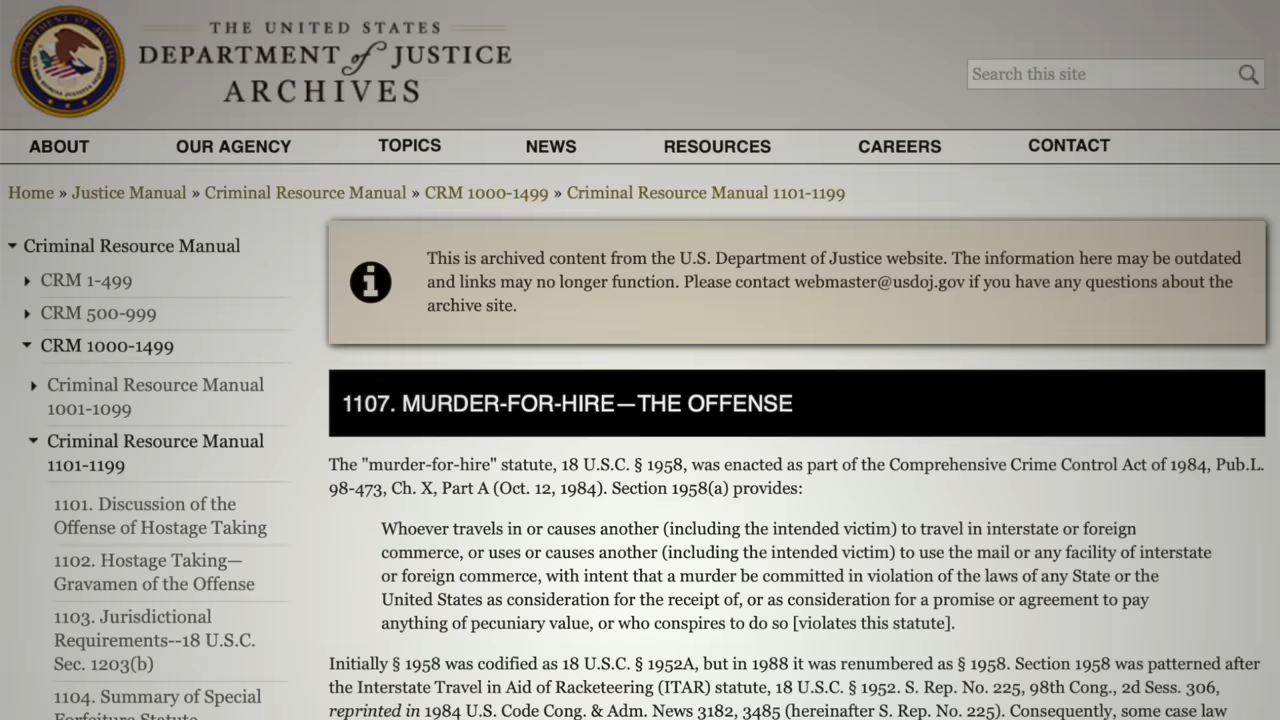 THE UNITED STATES
DEPARTMENT of JUSTICE
ARCHIVES
Search this site
ABOUT OUR AGENCY TOPICS NEWS RESOURCES CAREERS CONTACT
Home » Justice Manual » Criminal Resource Manual » CRM 1000-1499 » Criminal Resource Manual 1101-1199
Criminal Resource Manual
CRM 1-499
CRM 500-999
CRM 1000-1499
Criminal Resource Manual
1001-1099
Criminal Resource Manual
1101-1199
1101. Discussion of the
Offense of Hostage Taking
1102. Hostage Taking—
Gravamen of the Offense
1103. Jurisdictional
Requirements--18 U.S.C.
Sec. 1203(b)
1104. Summary of Special
Forfeiture Statute
This is archived content from the U.S. Department of Justice website. The information here may be outdated
and links may no longer function. Please contact webmaster@usdoj.gov if you have any questions about the
archive site.
1107. MURDER-FOR-HIRE—THE OFFENSE
The "murder-for-hire" statute, 18 U.S.C. § 1958, was enacted as part of the Comprehensive Crime Control Act of 1984, Pub.L.
98-473, Ch. X, Part A (Oct. 12, 1984). Section 1958(a) provides:
Whoever travels in or causes another (including the intended victim) to travel in interstate or foreign
commerce, or uses or causes another (including the intended victim) to use the mail or any facility of interstate
or foreign commerce, with intent that a murder be committed in violation of the laws of any State or the
United States as consideration for the receipt of, or as consideration for a promise or agreement to pay
anything of pecuniary value, or who conspires to do so [violates this statute].
Initially § 1958 was codified as 18 U.S.C. § 1952A, but in 1988 it was renumbered as § 1958. Section 1958 was patterned after
the Interstate Travel in Aid of Racketeering (ITAR) statute, 18 U.S.C. § 1952. S. Rep. No. 225, 98th Cong., 2d Sess. 306,
reprinted in 1984 U.S. Code Cong. & Adm. News 3182, 3485 (hereinafter S. Rep. No. 225). Consequently, some case law